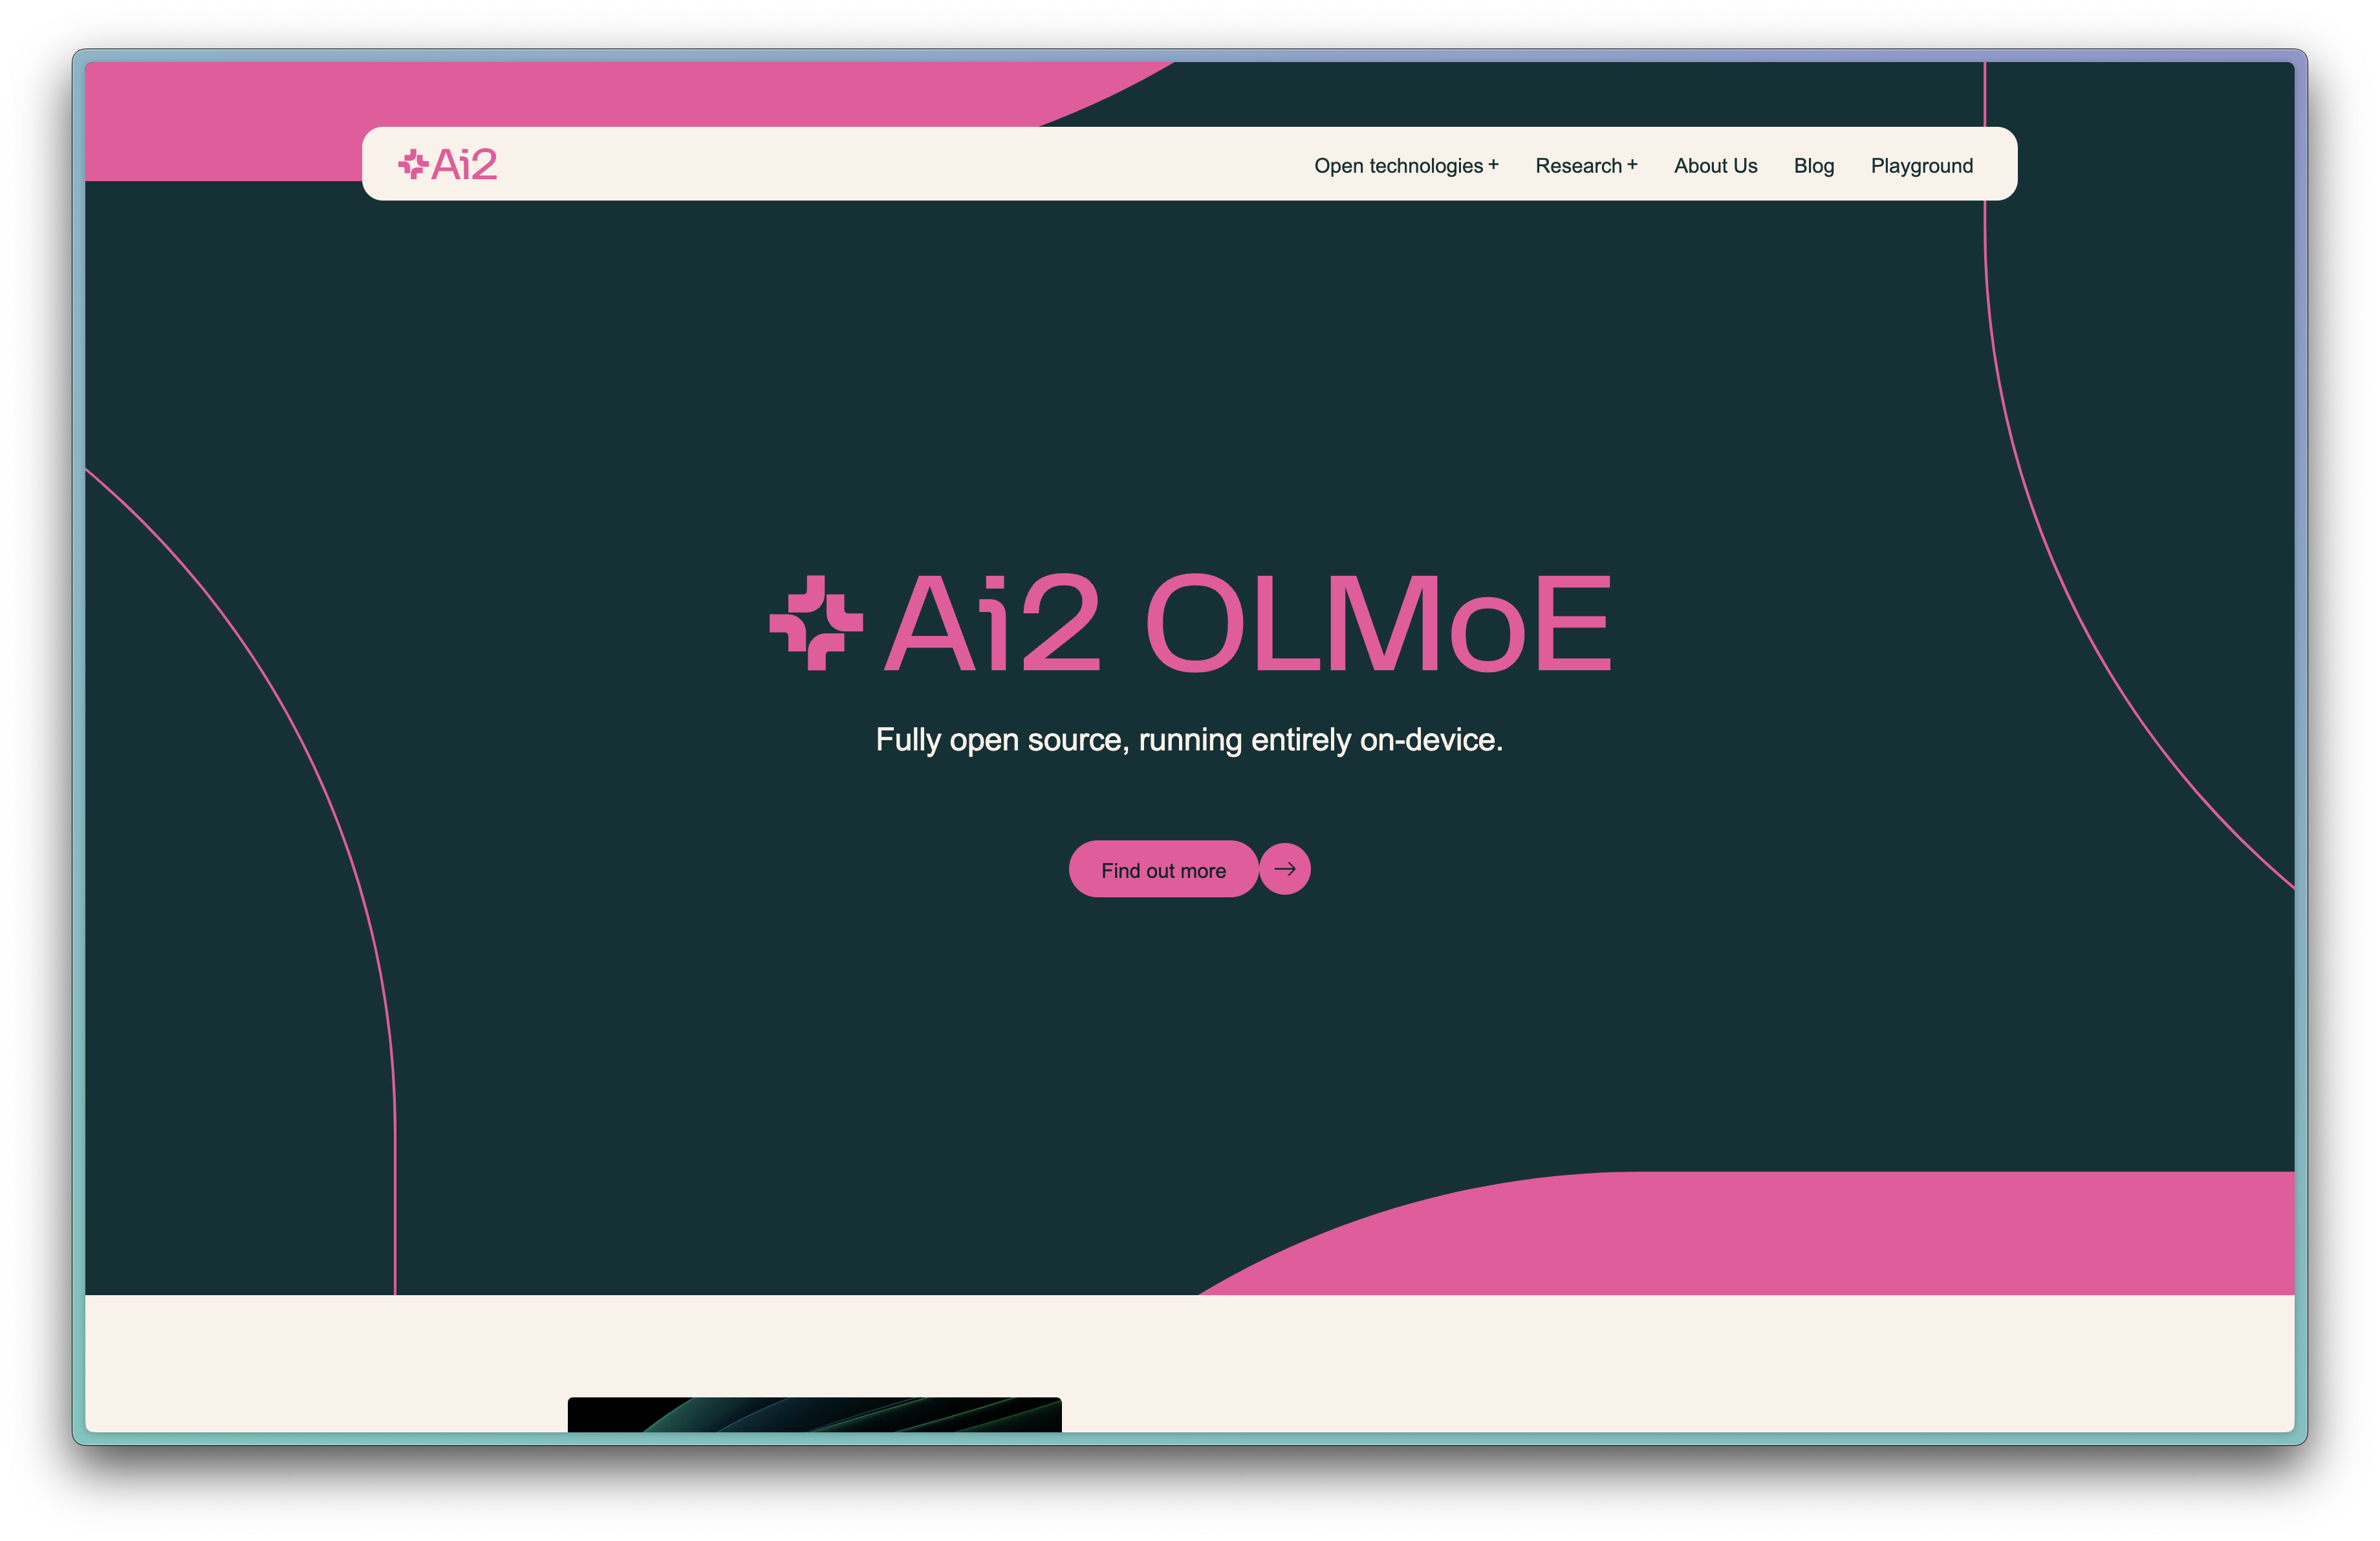 Ai2
Open technologies +
Research +
About Us
Blog
Playground
Ai2 OLMoE
Fully open source, running entirely on-device.
Find out more